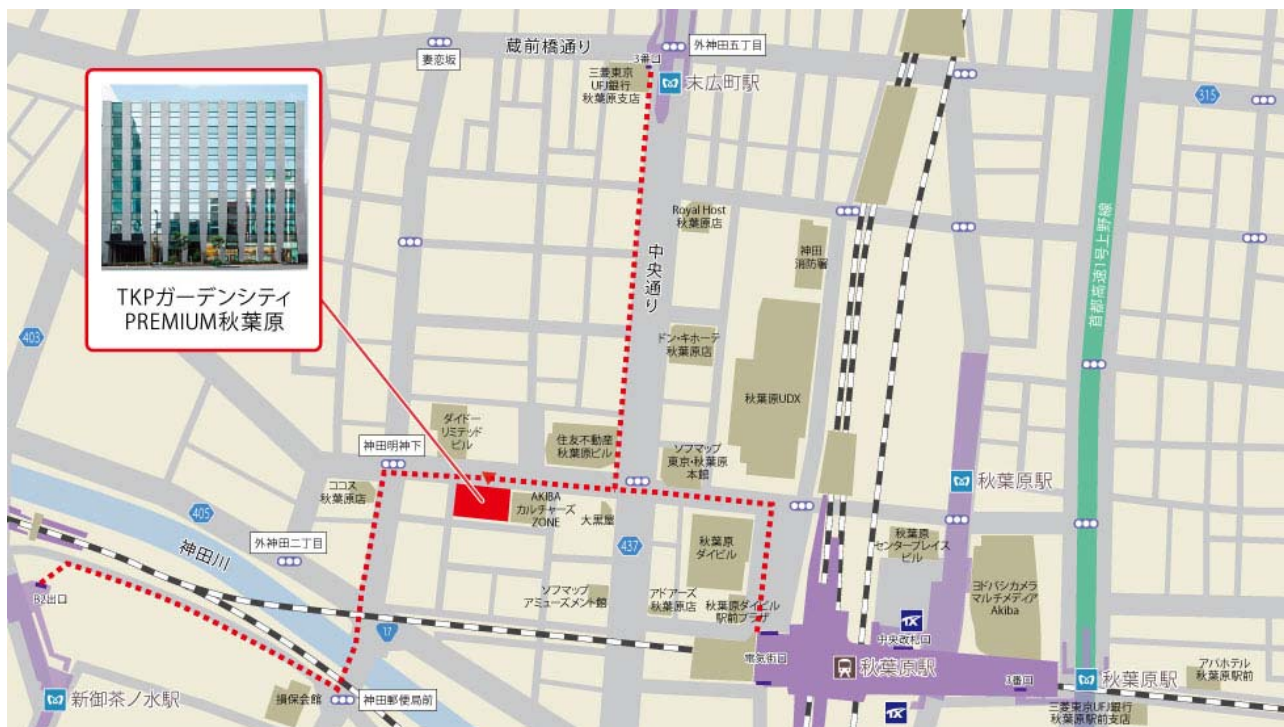 蔵前橋通り
外神田五丁目
妻恋坂
3番口
三菱東京
UFJ銀行
秋葉原支店
末広町駅
315
TKPガーデンシティ
PREMIUM秋葉原
Royal Host
秋葉原店
中央通り
神田
消防署
首都高速1号上野線
403
ドン・キホーテ
秋葉原店
秋葉原UDX
ダイドー
リミテッド
ビル
神田明神下
住友不動産
秋葉原ビル
ソフマップ
東京・秋葉原
本館
秋葉原駅
ココス
秋葉原店
AKIBA
カルチャーズ
ZONE
大黒屋
405
外神田二丁目
神田川
437
秋葉原
ダイビル
秋葉原
センタープレイス
ビル
ヨドバシカメラ
マルチメディア
Akiba
B2出口
ソフマップ
アミューズメント館
アドアーズ
秋葉原店
秋葉原ダイビル
駅前プラザ
17
TX
中央改札口
電気街口
秋葉原駅
3番口
秋葉原駅
アパホテル
秋葉原駅前
新御茶ノ水駅
損保会館
神田郵便局前
TX
三菱東京UFJ銀行
秋葉原駅前支店